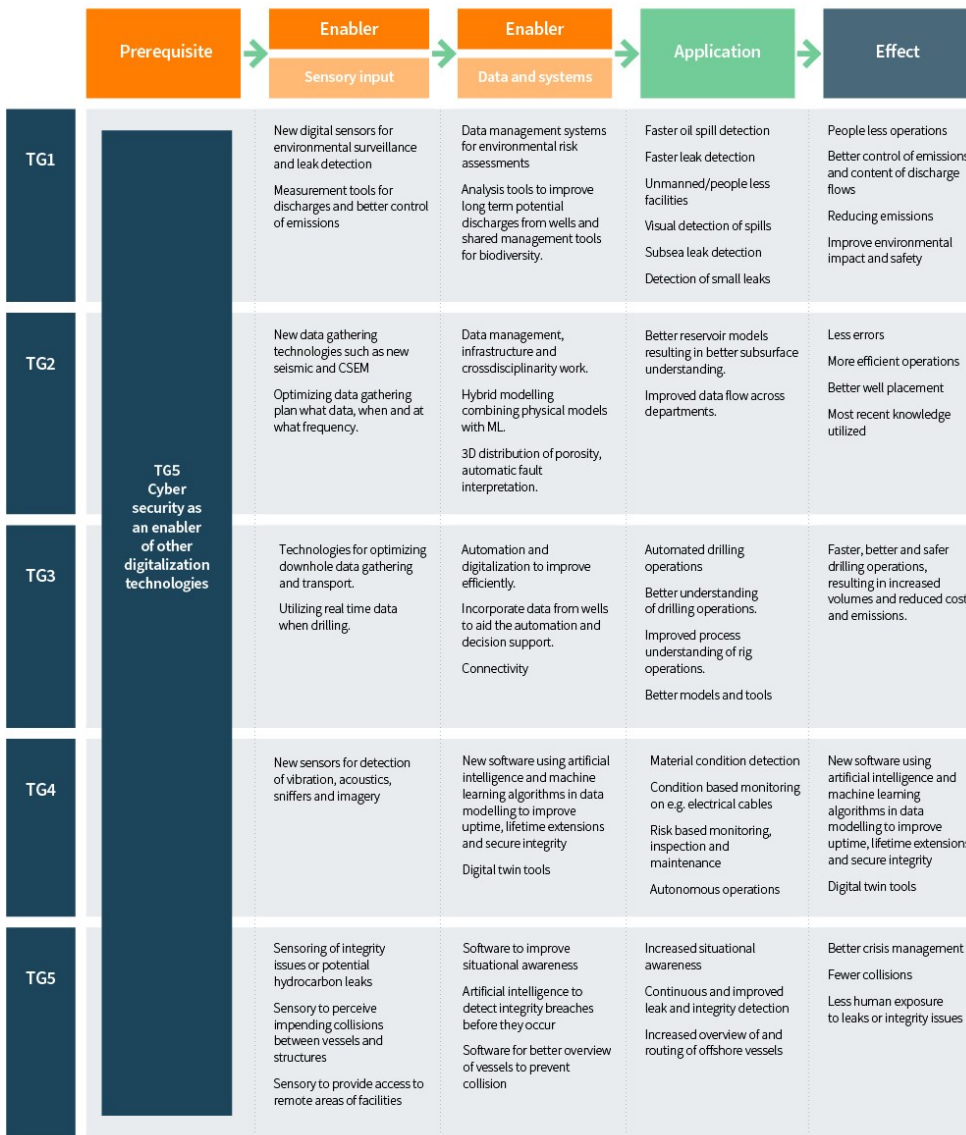 Prerequisite
Enabler
Sensory input
Enabler
Data and systems
Application
Effect
TG5
Cyber
security as
an enabler
of other
digitalization
technologies
TG1
New digital sensors for
environmental surveillance
and leak detection
Measurement tools for
discharges and better control
of emissions
Data management systems
for environmental risk
assessments
Analysis tools to improve
long term potential
discharges from wells and
shared management tools
for biodiversity.
Faster oil spill detection
Faster leak detection
Unmanned/people less
facilities
Visual detection of spills
Subsea leak detection
Detection of small leaks
People less operations
Better control of emissions
and content of discharge
flows
Reducing emissions
Improve environmental
impact and safety
TG2
New data gathering
technologies such as new
seismic and CSEM
Optimizing data gathering
plan what data, when and at
what frequency.
Data management,
infrastructure and
crossdisciplinarity work.
Hybrid modelling
combining physical models
with ML.
3D distribution of porosity,
automatic fault
interpretation.
Better reservoir models
resulting in better subsurface
understanding.
Improved data flow across
departments.
Less errors
More efficient operations
Better well placement
Most recent knowledge
utilized
TG3
Technologies for optimizing
downhole data gathering
and transport.
Utilizing real time data
when drilling.
Automation and
digitalization to improve
efficiently.
Incorporate data from wells
to aid the automation and
decision support.
Connectivity
Automated drilling
operations
Better understanding
of drilling operations.
Improved process
understanding of rig
operations.
Better models and tools
Faster, better and safer
drilling operations,
resulting in increased
volumes and reduced cost
and emissions.
TG4
New sensors for detection
of vibration, acoustics,
sniffers and imagery
New software using artificial
intelligence and machine
learning algorithms in data
modelling to improve
uptime, lifetime extensions
and secure integrity
Digital twin tools
Material condition detection
Condition based monitoring
on e.g. electrical cables
Risk based monitoring,
inspection and
maintenance
Autonomous operations
New software using
artificial intelligence and
machine learning
algorithms in data
modelling to improve
uptime, lifetime extensions
and secure integrity
Digital twin tools
TG5
Sensoring of integrity
issues or potential
hydrocarbon leaks
Sensory to perceive
impending collisions
between vessels and
structures
Sensory to provide access to
remote areas of facilities
Software to improve
situational awareness
Artificial intelligence to
detect integrity breaches
before they occur
Software for better overview
of vessels to prevent
collision
Increased situational
awareness
Continuous and improved
leak and integrity detection
Increased overview of and
routing of offshore vessels
Better crisis management
Fewer collisions
Less human exposure
to leaks or integrity issues